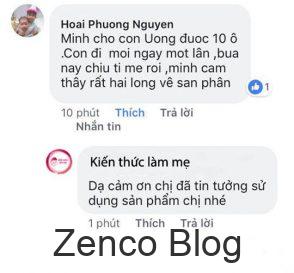 Hoai Phuong Nguyen
Minh cho con Uong đuoc 10 ô
.Con đi moi ngay mot lân ,bua
nay chiu ti me roi ,minh cam
thây rất hai long vê san phân
1
10 phút Thích Trả lời
Nhắn tin
Kiến thức làm mẹ
Dạ cảm ơn chị đã tin tưởng sử
dụng sản phẩm chị nhé
1 phút Thích Trả lời
Zenco Blog